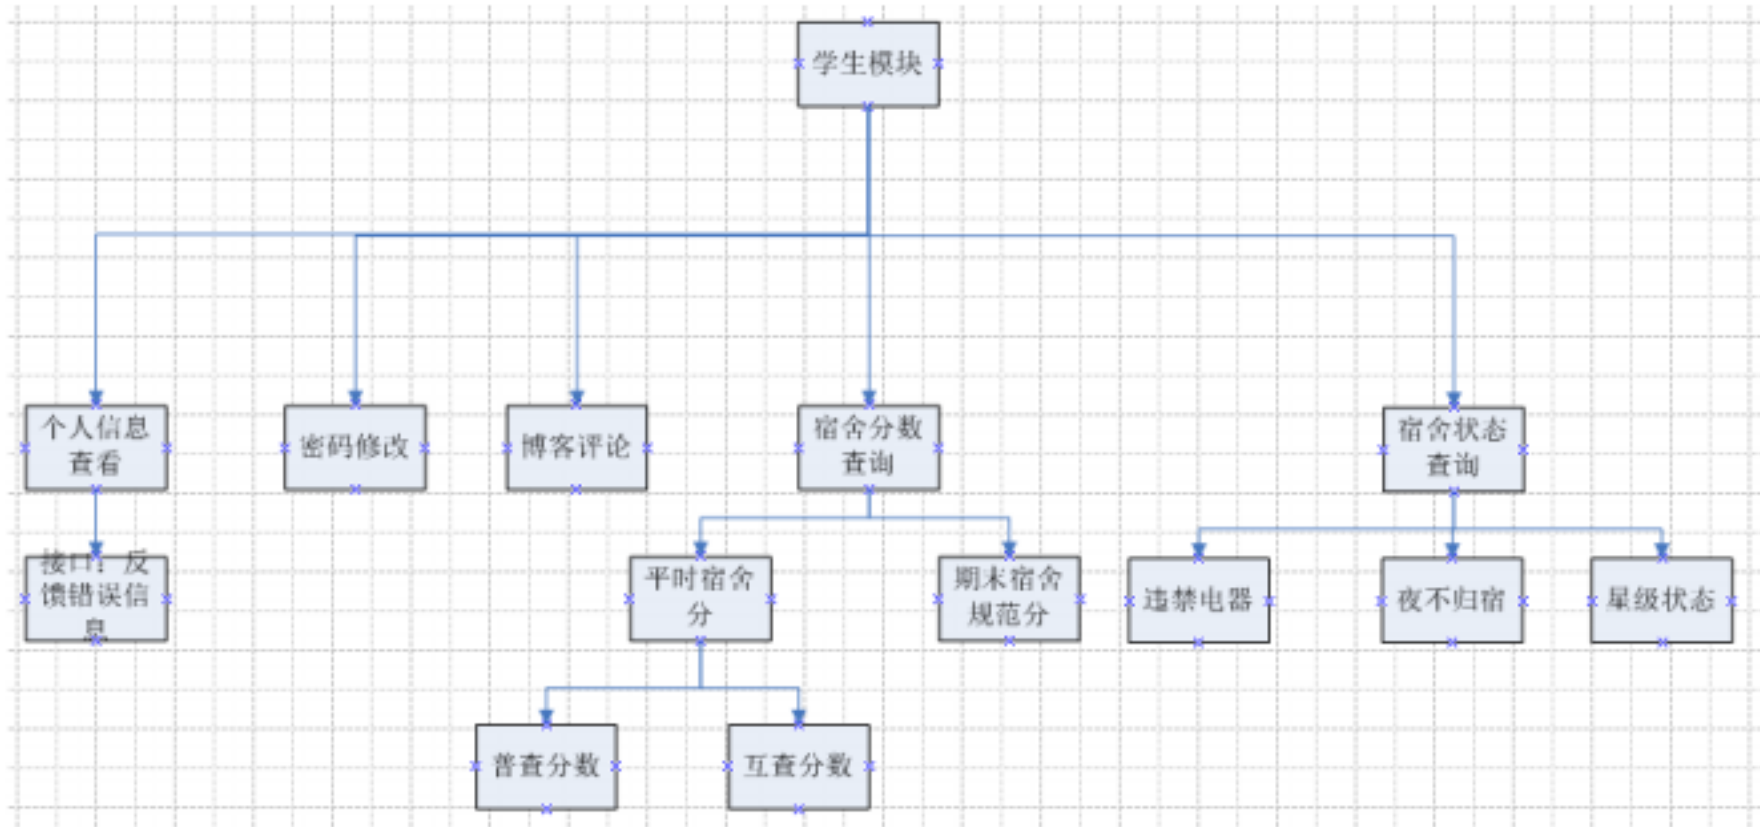 学生模块
个人信息
查看
密码修改
博客评论
宿舍分数
查询
宿舍状态
查询
接口：反
馈错误信
息
平时宿舍
分
期末宿舍
规范分
违禁电器
夜不归宿
星级状态
普查分数
互查分数